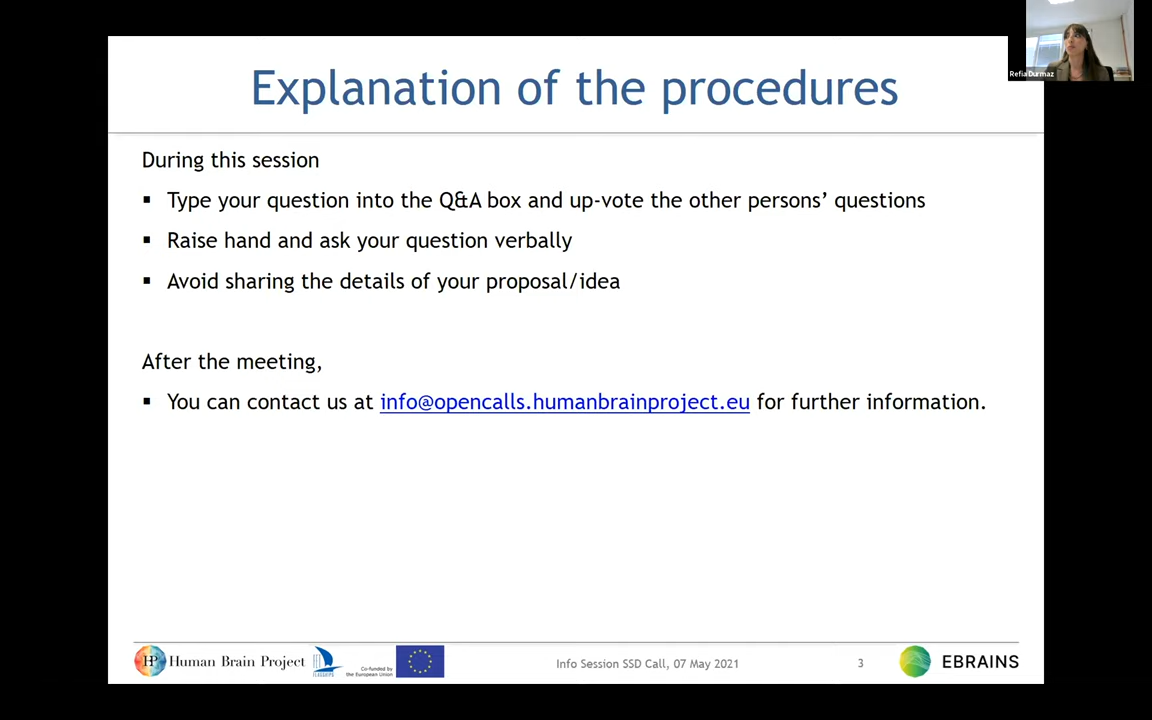 Explanation of the procedures
Refia Durmaz
During this session
▪ Type your question into the Q&A box and up-vote the other persons’ questions
▪ Raise hand and ask your question verbally
▪ Avoid sharing the details of your proposal/idea
After the meeting,
▪ You can contact us at info@opencalls.humanbrainproject.eu for further information.
HP Human Brain Project
Co-funded by
the European Union
Info Session SSD Call, 07 May 2021
3
EBRAINS